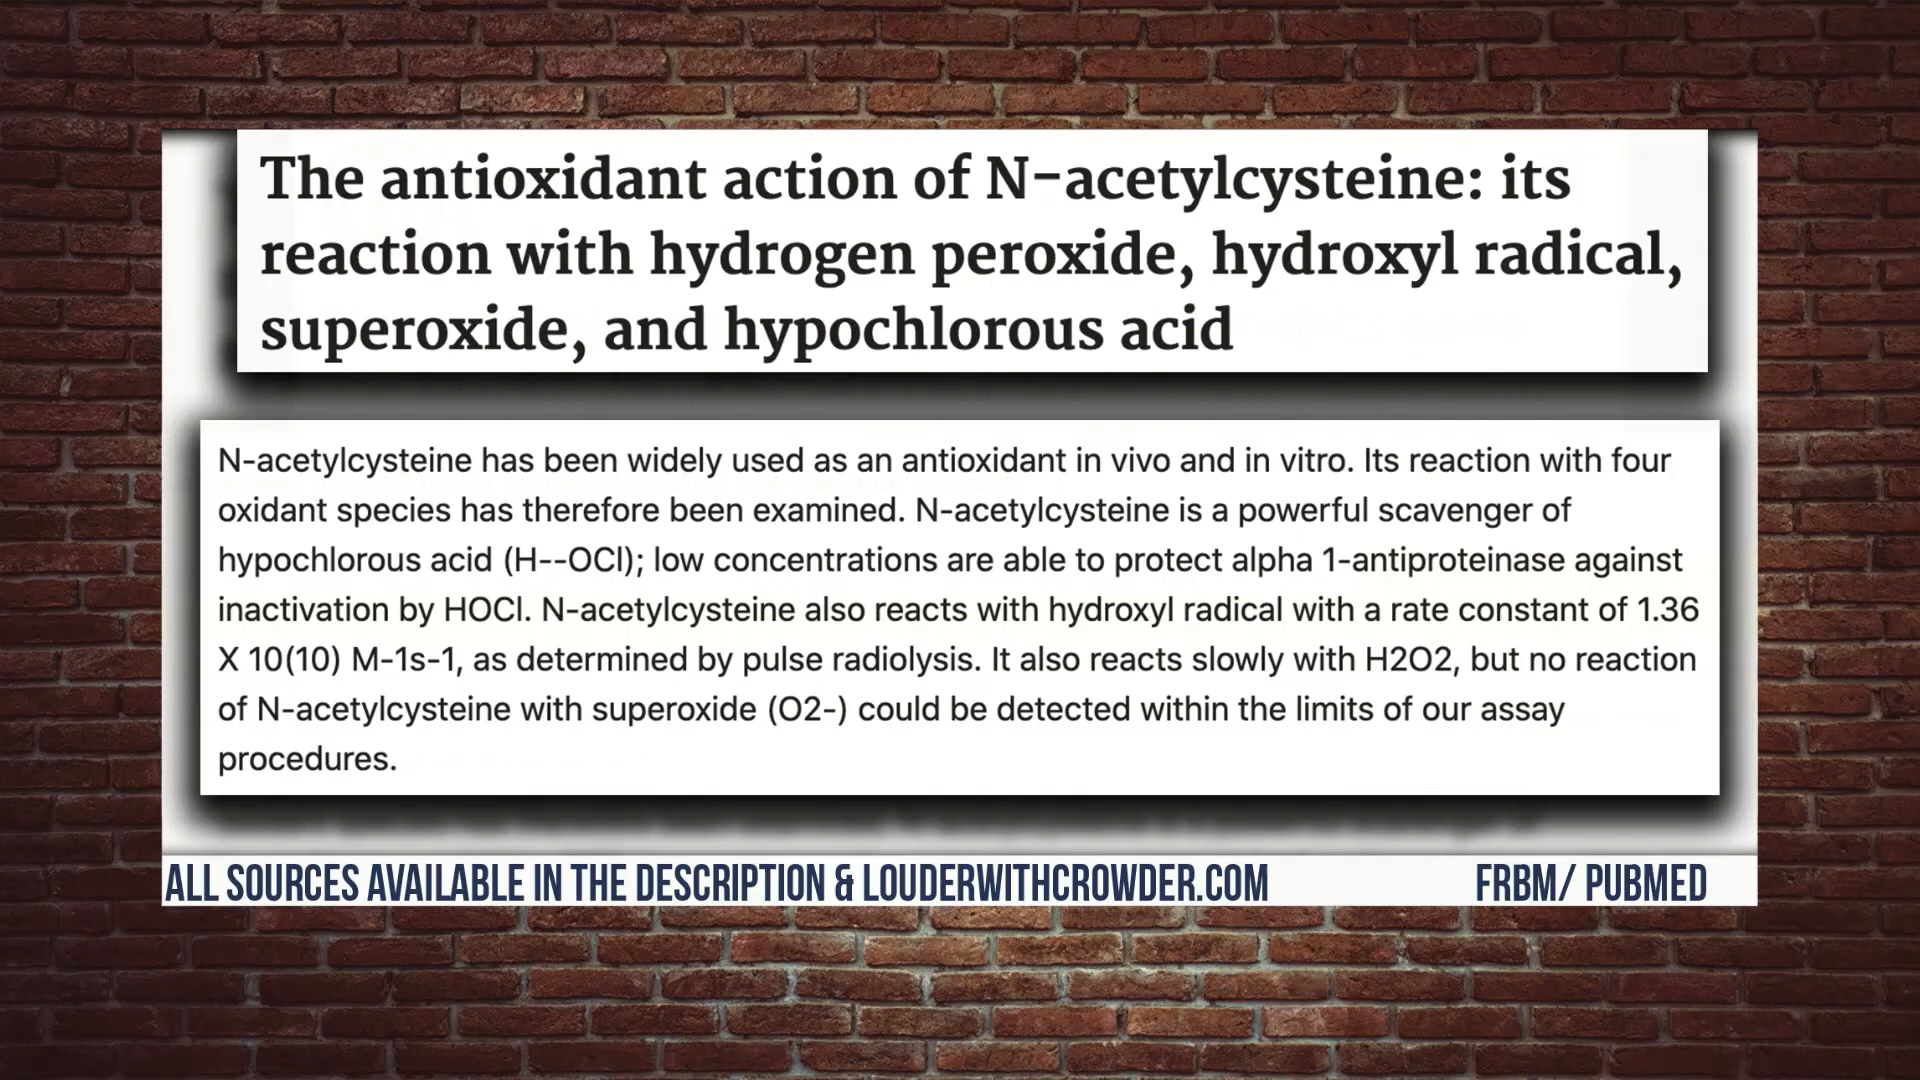 The antioxidant action of N-acetylcysteine: its
reaction with hydrogen peroxide, hydroxyl radical,
superoxide, and hypochlorous acid
N-acetylcysteine has been widely used as an antioxidant in vivo and in vitro. Its reaction with four
oxidant species has therefore been examined. N-acetylcysteine is a powerful scavenger of
hypochlorous acid (H--OCl); low concentrations are able to protect alpha 1-antiproteinase against
inactivation by HOCl. N-acetylcysteine also reacts with hydroxyl radical with a rate constant of 1.36
X 10(10) M-1s-1, as determined by pulse radiolysis. It also reacts slowly with H2O2, but no reaction
of N-acetylcysteine with superoxide (O2-) could be detected within the limits of our assay
procedures.
ALL SOURCES AVAILABLE IN THE DESCRIPTION & LOUDERWITHCROWDER.COM FRBM/ PUBMED